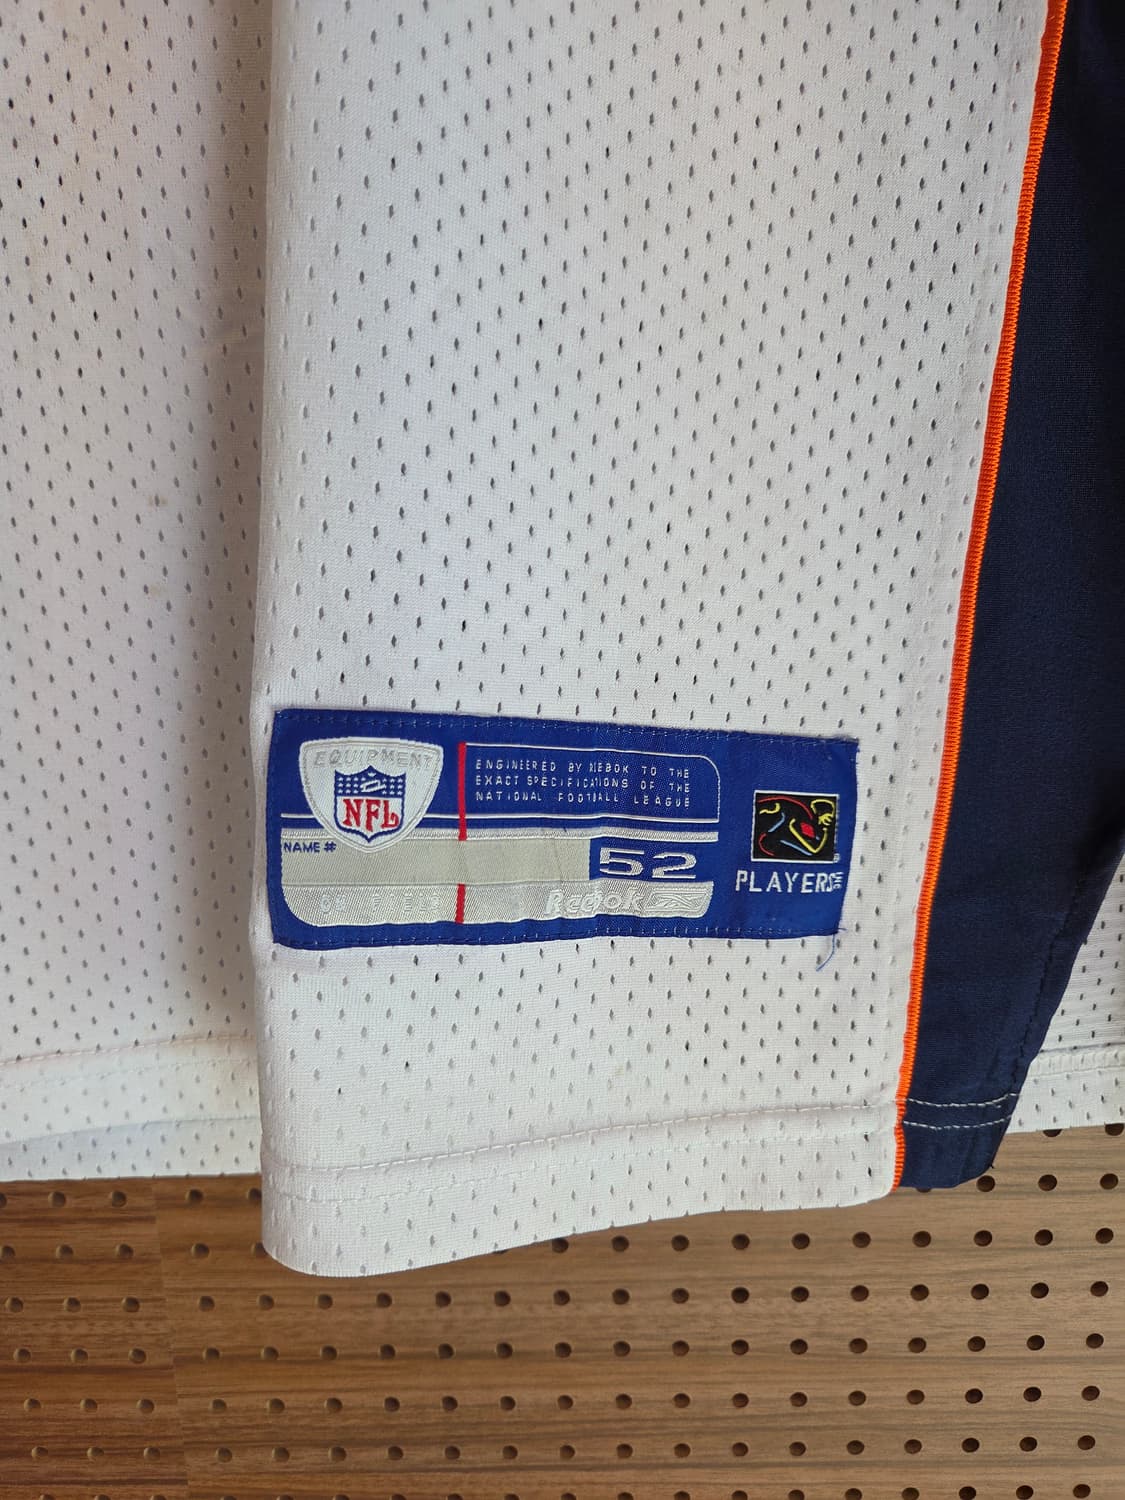 EQUIPMENT
NFL
ENGINEERED BY REEBOK TO THE
EXACT SPECIFICATIONS OF THE
NATIONAL FOOTBALL LEAGUE
NAME #
52
ON FIELD
Reebok
PLAYERS INC